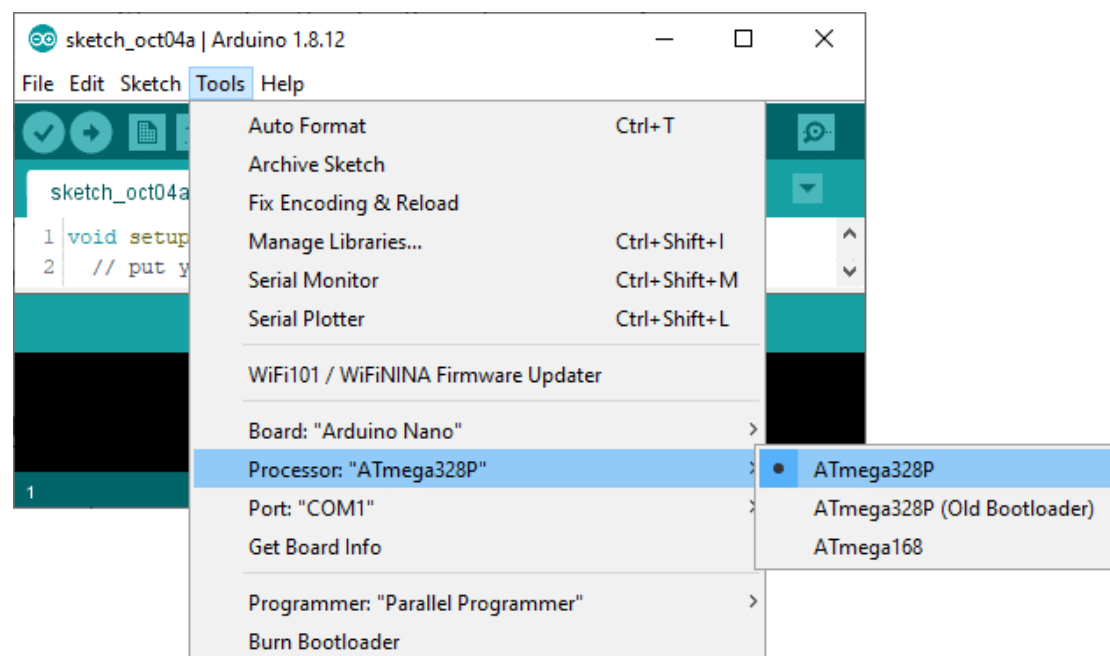 sketch_oct04a | Arduino 1.8.12
File Edit Sketch Tools Help
sketch_oct04a
1 void setup
2 // put y
Auto Format Ctrl+T
Archive Sketch
Fix Encoding & Reload
Manage Libraries... Ctrl+Shift+I
Serial Monitor Ctrl+Shift+M
Serial Plotter Ctrl+Shift+L
WiFi101 / WiFiNINA Firmware Updater
Board: "Arduino Nano"
Processor: "ATmega328P"
Port: "COM1"
Get Board Info
Programmer: "Parallel Programmer"
Burn Bootloader
ATmega328P
ATmega328P (Old Bootloader)
ATmega168
1